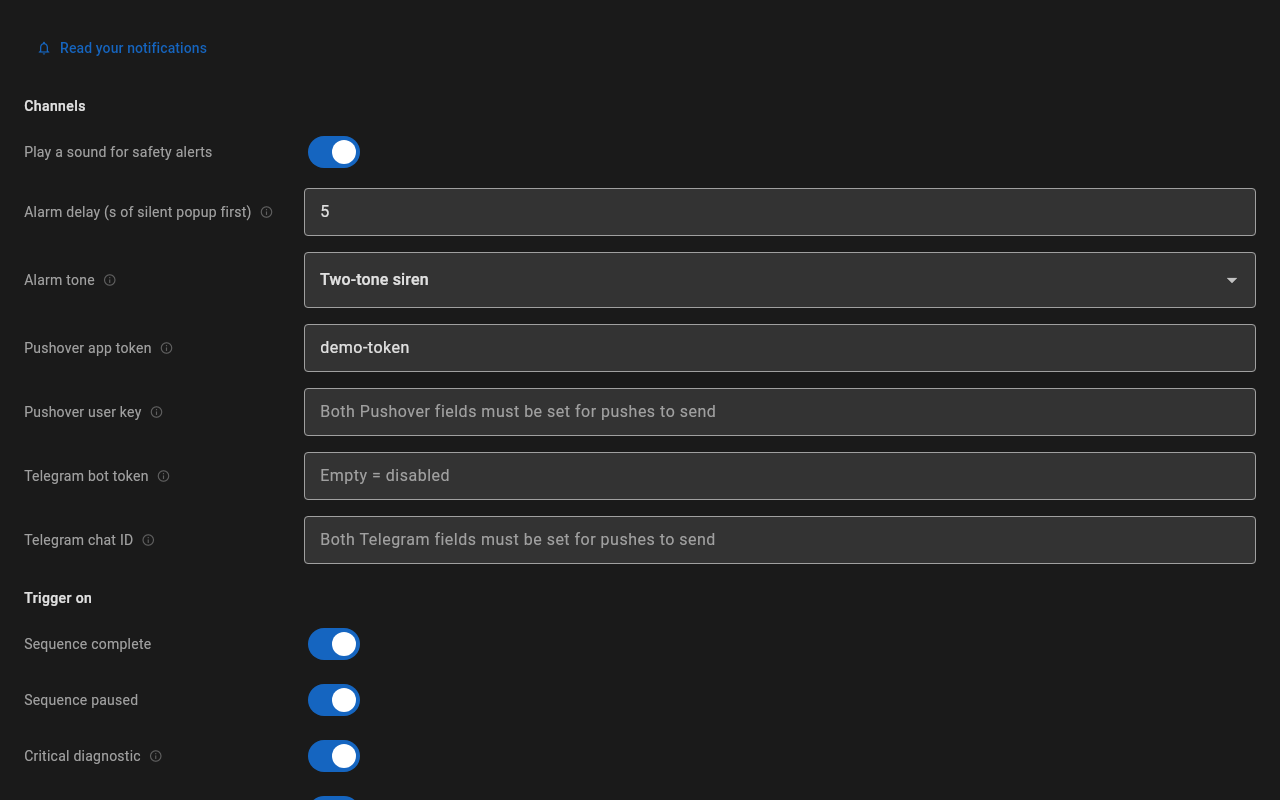 Read your notifications
Channels
Play a sound for safety alerts
Alarm delay (s of silent popup first)
5
Alarm tone
Two-tone siren
Pushover app token
demo-token
Pushover user key
Both Pushover fields must be set for pushes to send
Telegram bot token
Empty = disabled
Telegram chat ID
Both Telegram fields must be set for pushes to send
Trigger on
Sequence complete
Sequence paused
Critical diagnostic